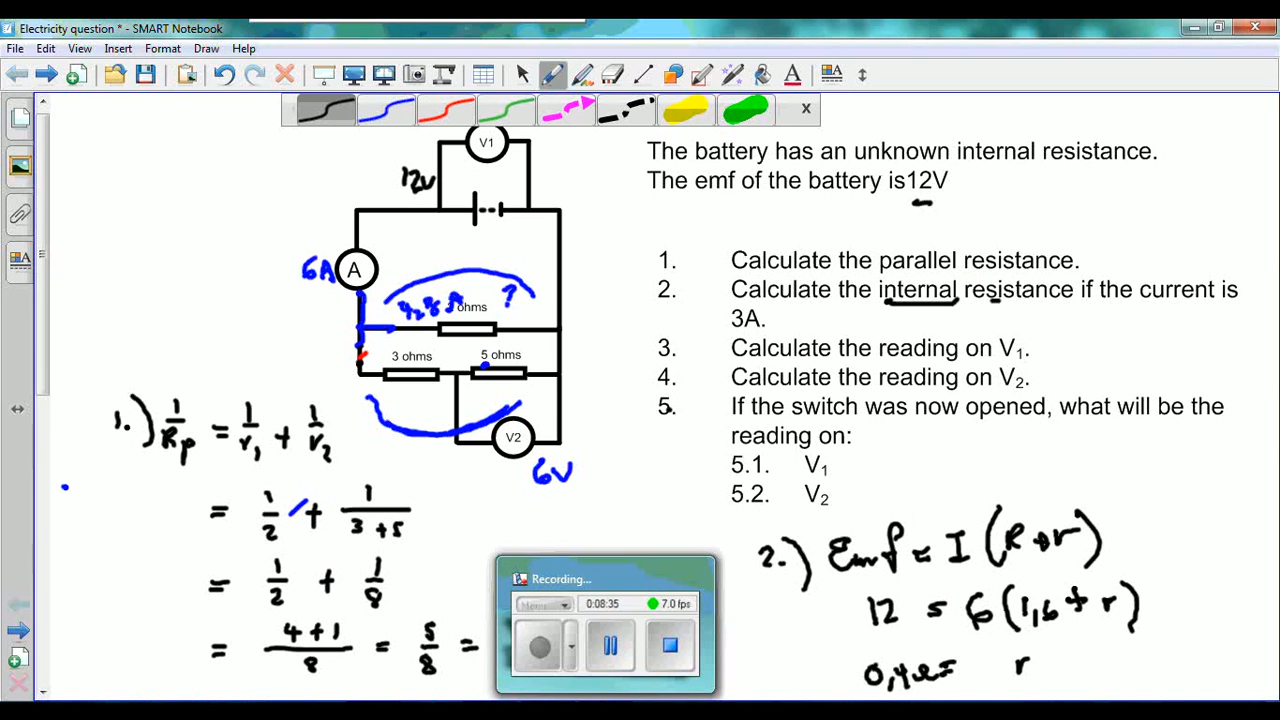 Electricity question * - SMART Notebook
File Edit View Insert Format Draw Help
x
V1
12V
The battery has an unknown internal resistance.
The emf of the battery is12V
6A
A
?
ohms
3 ohms
5 ohms
V2
6V
1. Calculate the parallel resistance.
2. Calculate the internal resistance if the current is
3A.
3. Calculate the reading on V1.
4. Calculate the reading on V2.
5. If the switch was now opened, what will be the
reading on:
5.1. V1
5.2. V2
1.) 1/Rp = 1/r1 + 1/r2
= 1/2 + 1/(3+5)
= 1/2 + 1/8
= (4+1)/8 = 5/8 =
2.) Emf = I (R+r)
12 = 6 (1,6 + r)
0,4Ω = r
Recording...
Menu
0:08:35
7.0 fps